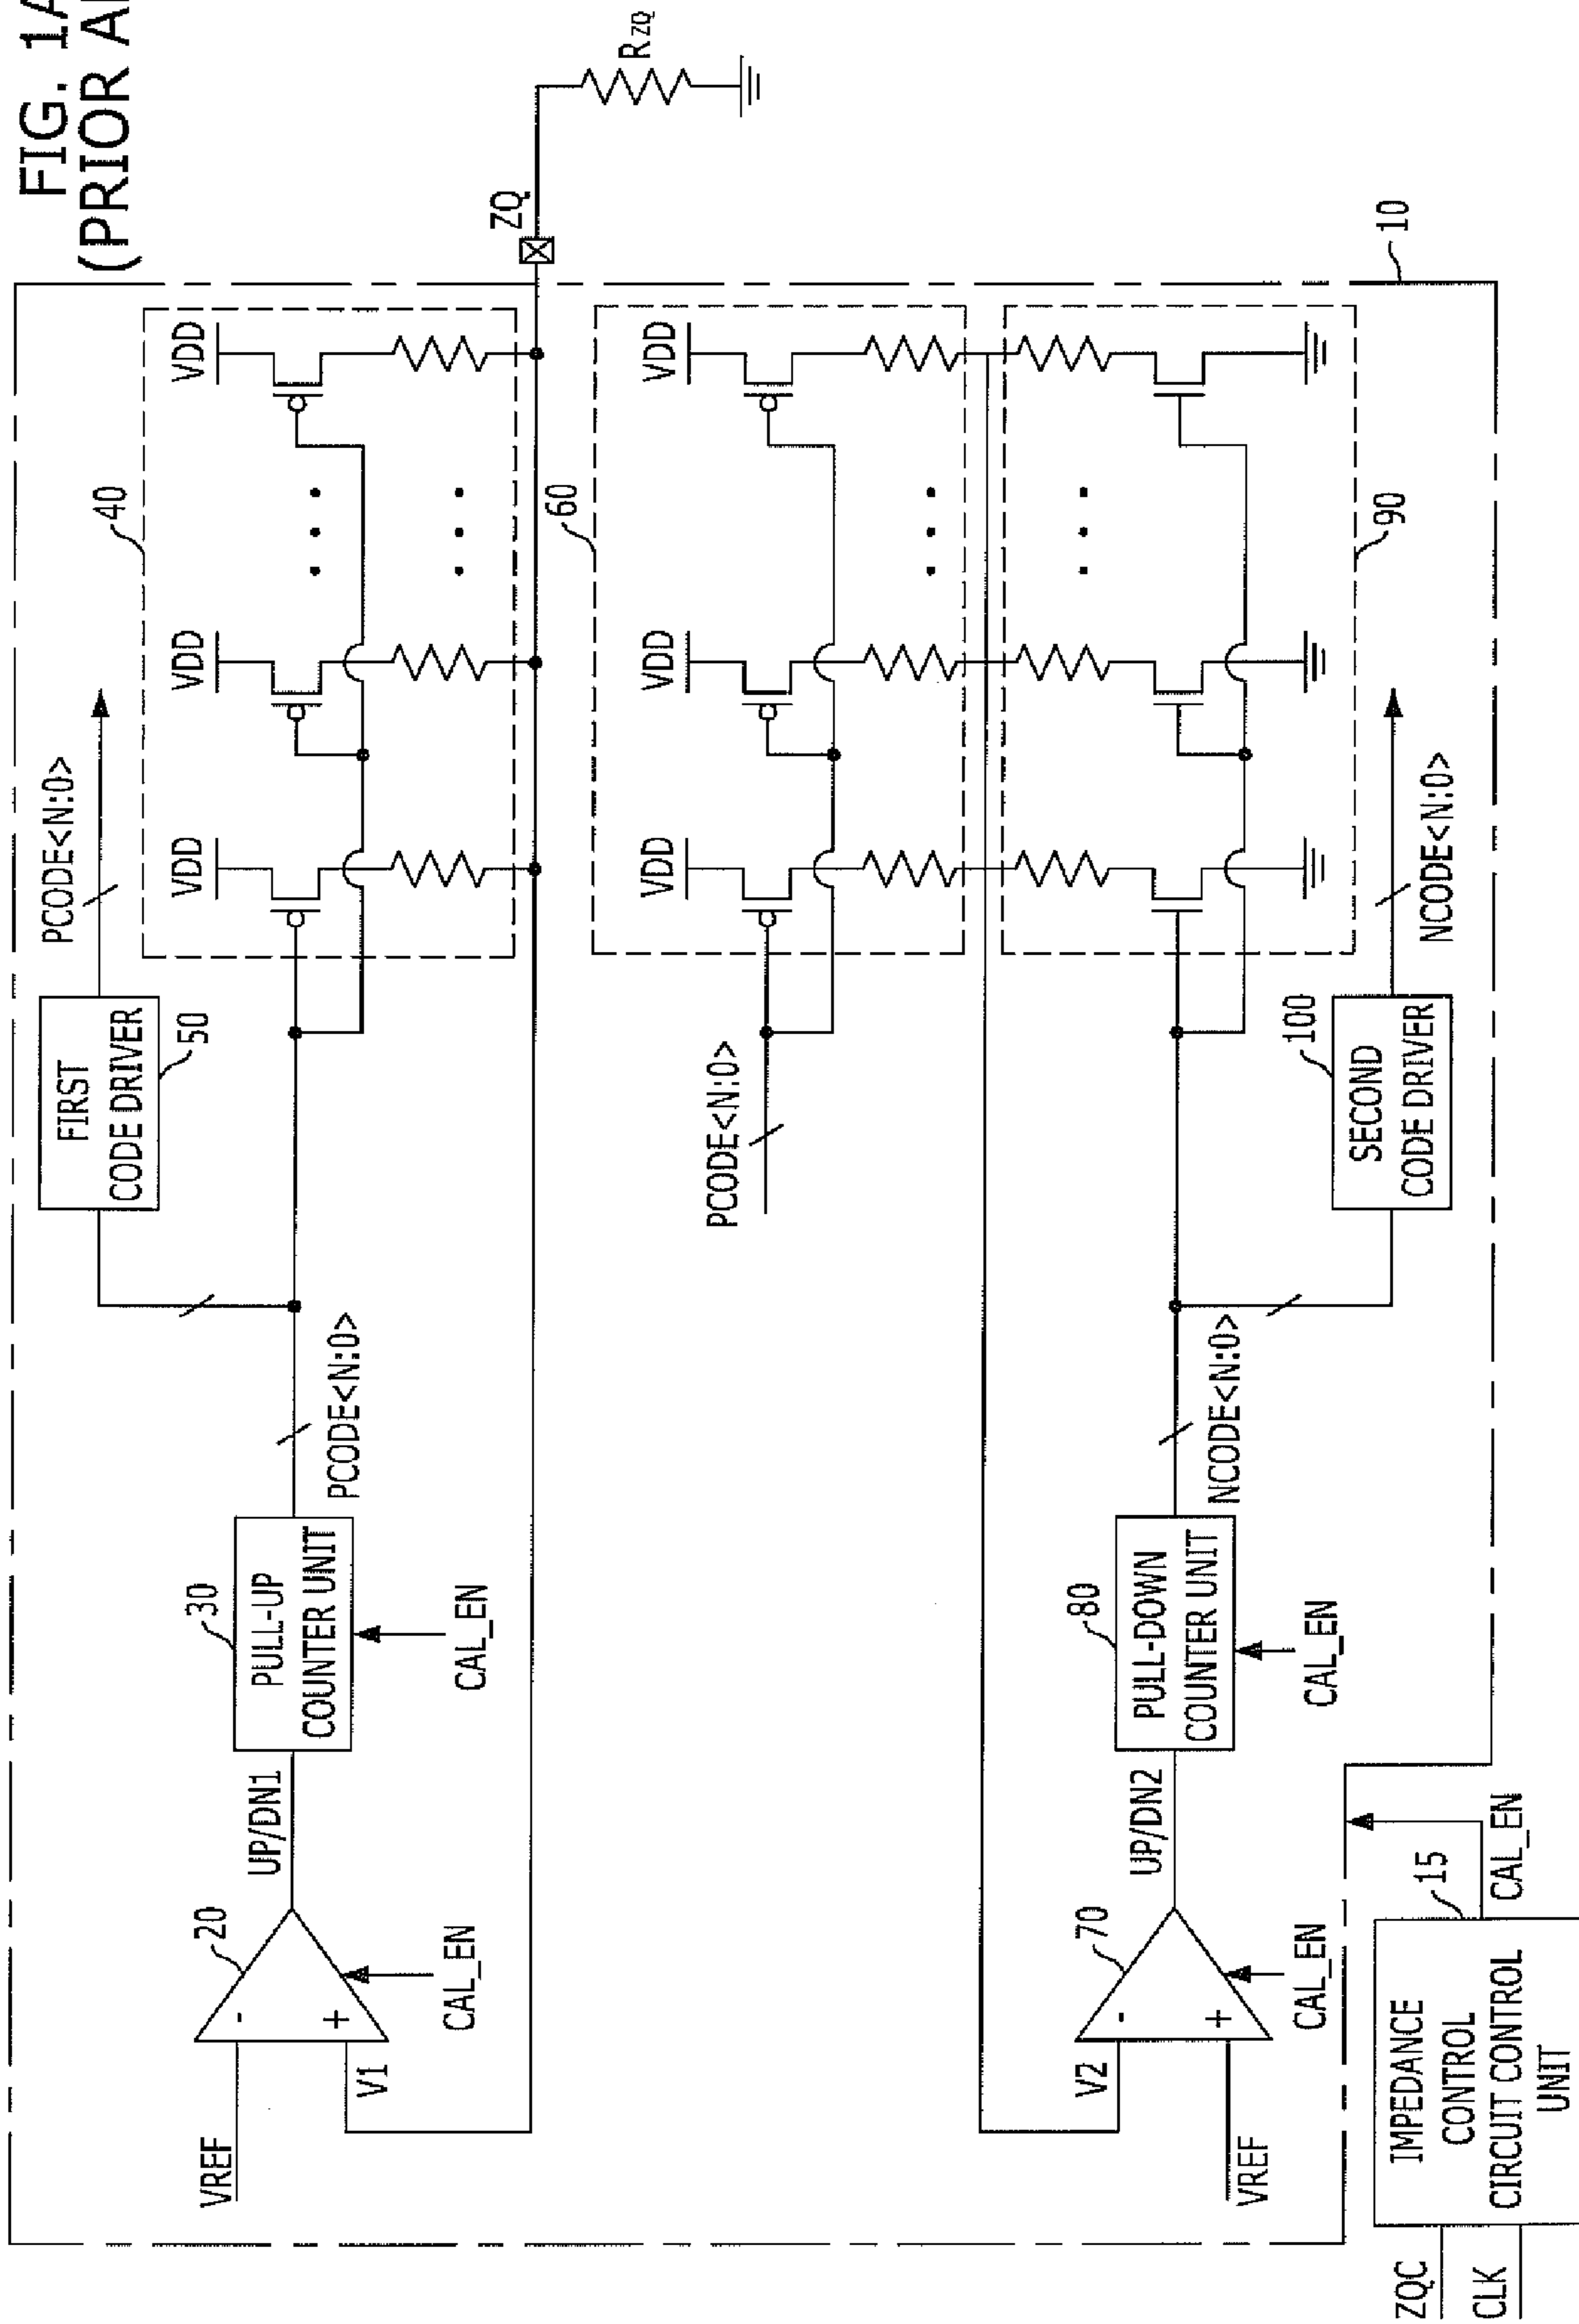 FIG. 1A
(PRIOR
ZQ
RZQ
10
40
VDD
VDD
VDD
PCODE<N:0>
FIRST
CODE DRIVER
50
PCODE<N:0>
30
PULL-UP
COUNTER UNIT
CAL_EN
UP/DN1
20
-
+
CAL_EN
VREF
V1
60
VDD
VDD
VDD
PCODE<N:0>
90
NCODE<N:0>
100
SECOND
CODE DRIVER
NCODE<N:0>
80
PULL-DOWN
COUNTER UNIT
CAL_EN
UP/DN2
70
-
+
CAL_EN
V2
VREF
15
CAL_EN
IMPEDANCE
CONTROL
CIRCUIT CONTROL
UNIT
ZQC
CLK